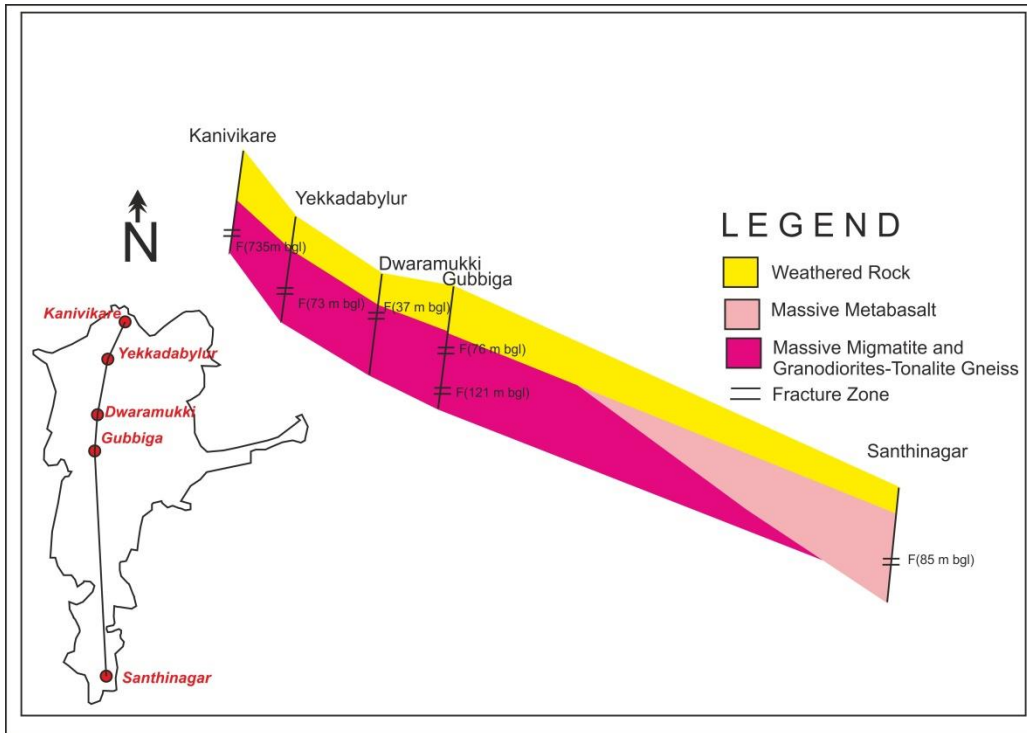 Kanivikare
Yekkadabylur
Dwaramukki
Gubbiga
Santhinagar
F(735m bgl)
F(73 m bgl)
F(37 m bgl)
F(76 m bgl)
F(121 m bgl)
F(85 m bgl)
N
Kanivikare
Yekkadabylur
Dwaramukki
Gubbiga
Santhinagar
LEGEND
Weathered Rock
Massive Metabasalt
Massive Migmatite and
Granodiorites-Tonalite Gneiss
Fracture Zone